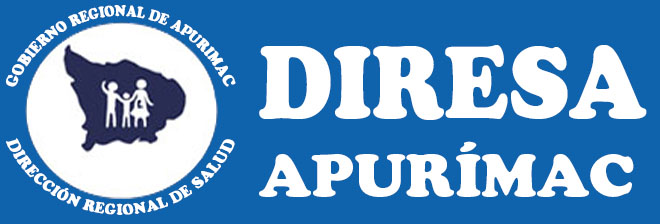 GOBIERNO REGIONAL DE APURIMAC
DIRECCIÓN REGIONAL DE SALUD
DIRESA
APURÍMAC